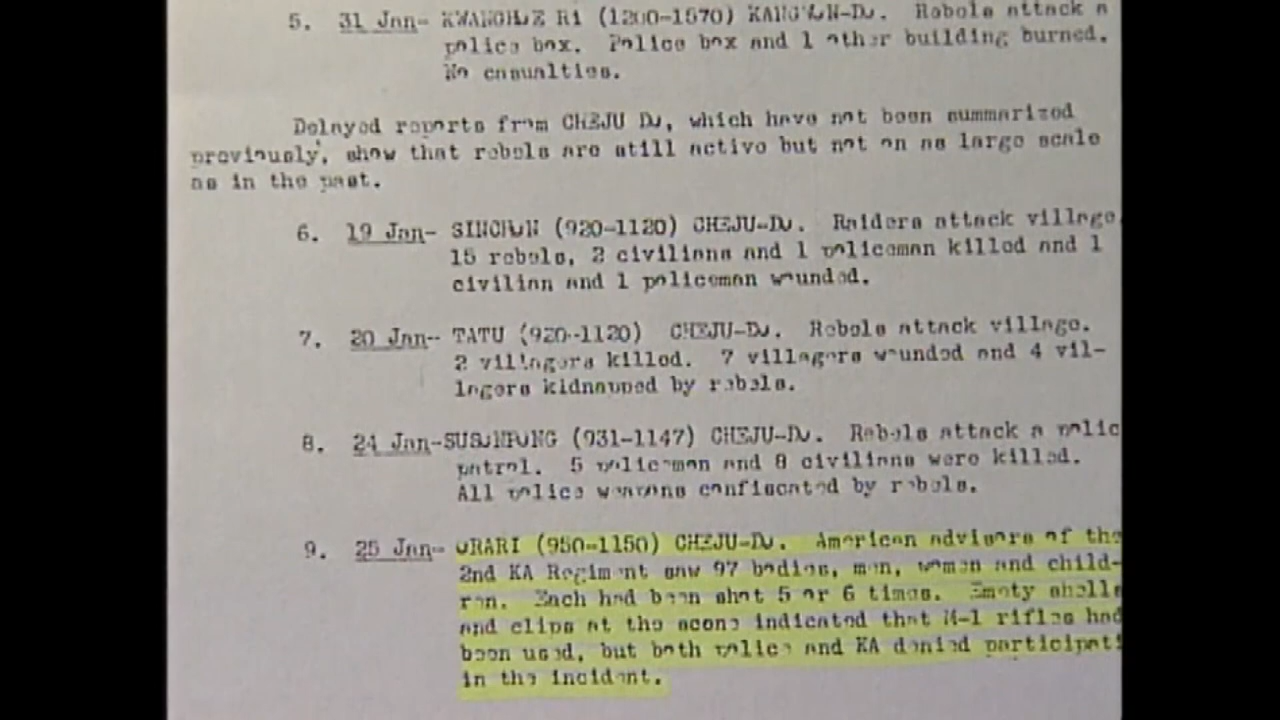 5. 31 Jan- RI (1200-1570) KANGWON-DO. Rebels attack a
police box. Police box and 1 other building burned.
No casualties.
Delayed reports from CHEJU DO, which have not been summarized
previously, show that rebels are still active but not on as large scale
as in the past.
6. 19 Jan- (920-1120) CHEJU-DO. Raiders attack village
15 rebels, 2 civilians and 1 policeman killed and 1
civilian and 1 policeman wounded.
7. 20 Jan- TATU (920-1120) CHEJU-DO. Rebels attack village.
2 villagers killed. 7 villagers wounded and 4 vil-
lagers kidnapped by rebels.
8. 24 Jan- (931-1147) CHEJU-DO. Rebels attack a polic
patrol. 5 policeman and 8 civilians were killed.
All police weapons confiscated by rebels.
9. 25 Jan- ORARI (950-1150) CHEJU-DO. American advisors of the
2nd KA Regiment saw 97 bodies, men, women and child-
ren. Each had been shot 5 or 6 times. Empty shells
and clips at the scene indicated that M-1 rifles had
been used, but both police and KA denied participati
in the incident.